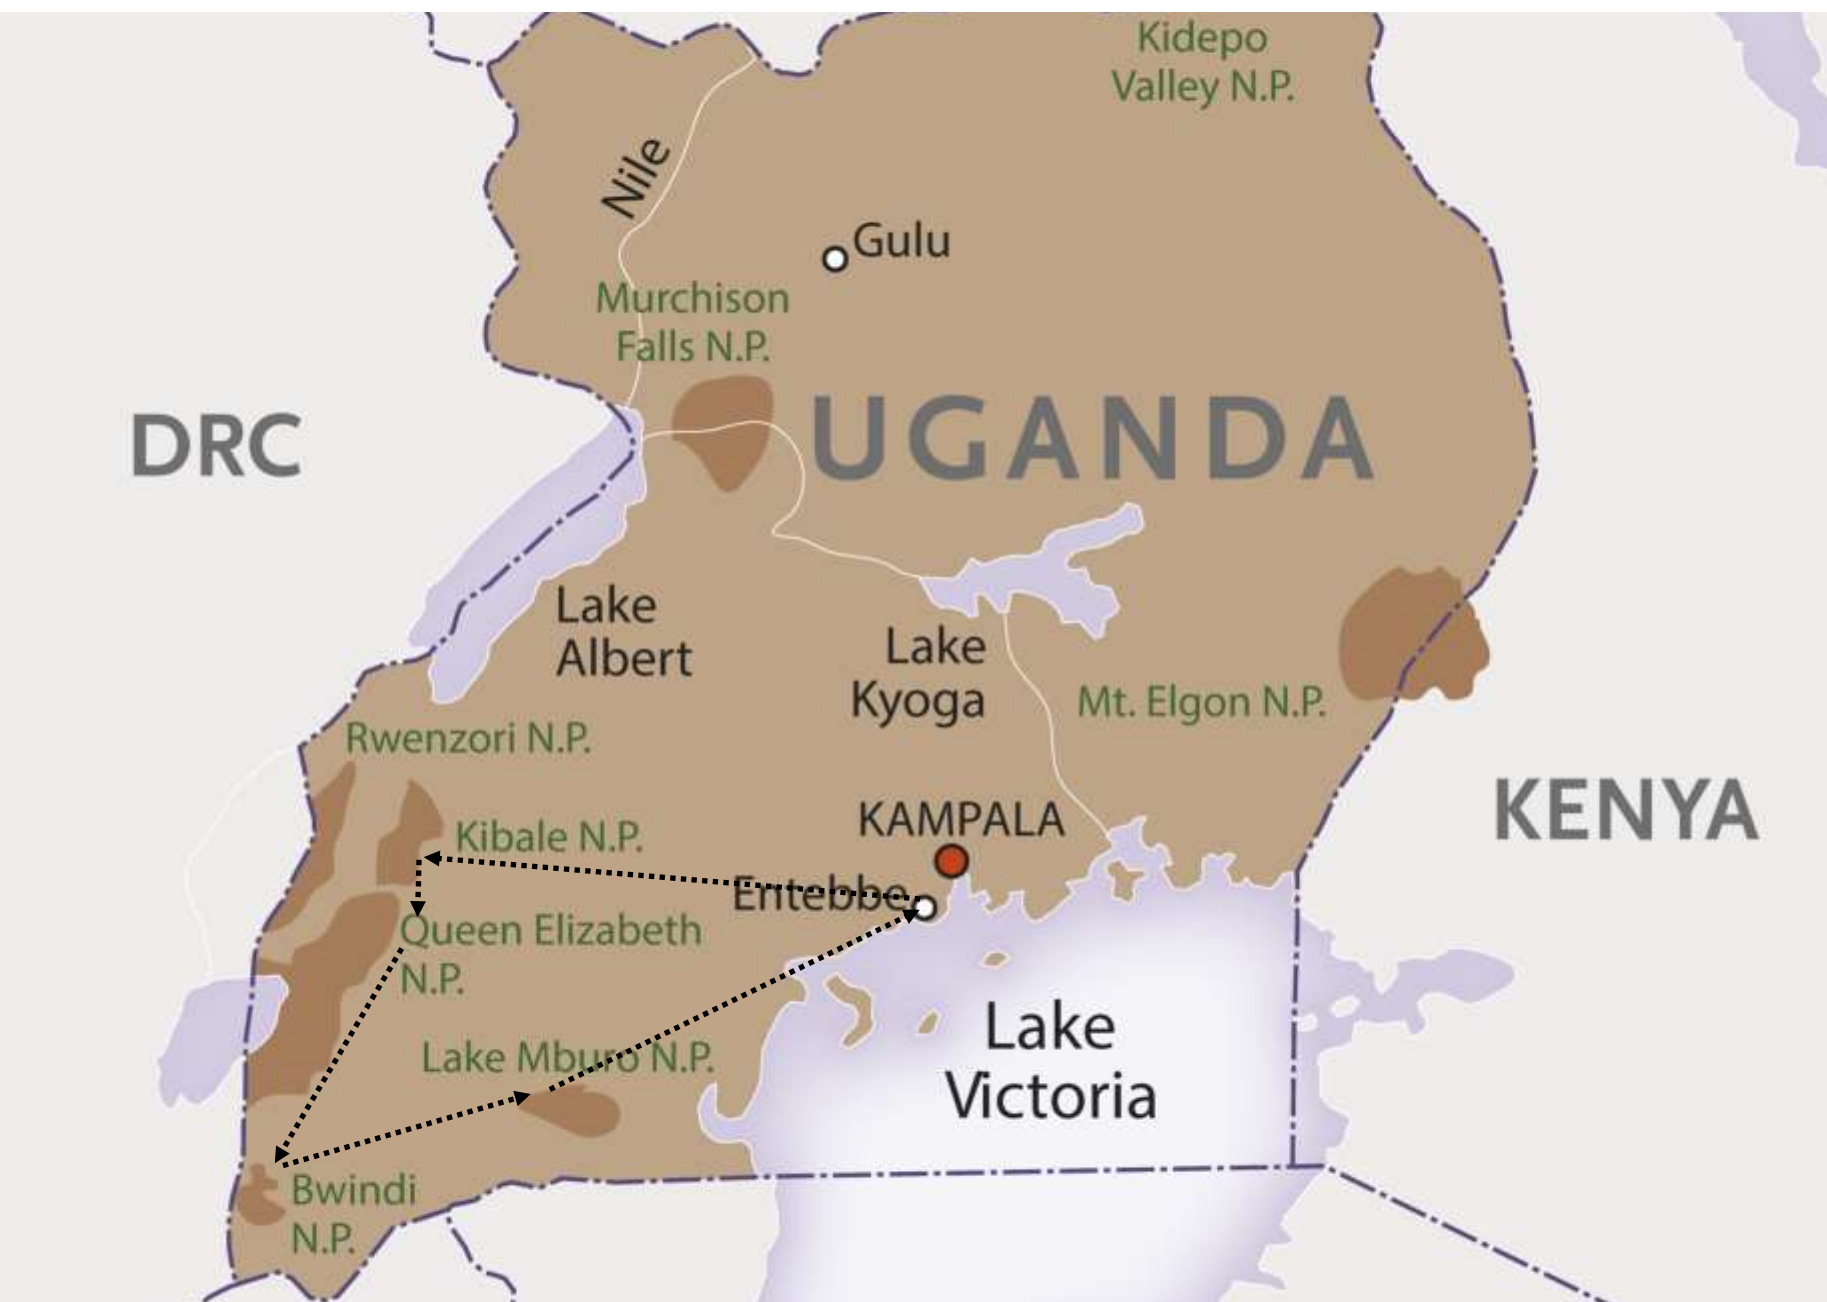 Kidepo
Valley N.P.
Nile
Gulu
Murchison
Falls N.P.
UGANDA
DRC
Lake
Albert
Lake
Kyoga
Mt. Elgon N.P.
Rwenzori N.P.
KENYA
KAMPALA
Kibale N.P.
Entebbe
Queen Elizabeth
N.P.
Lake
Victoria
Lake Mburo N.P.
Bwindi
N.P.